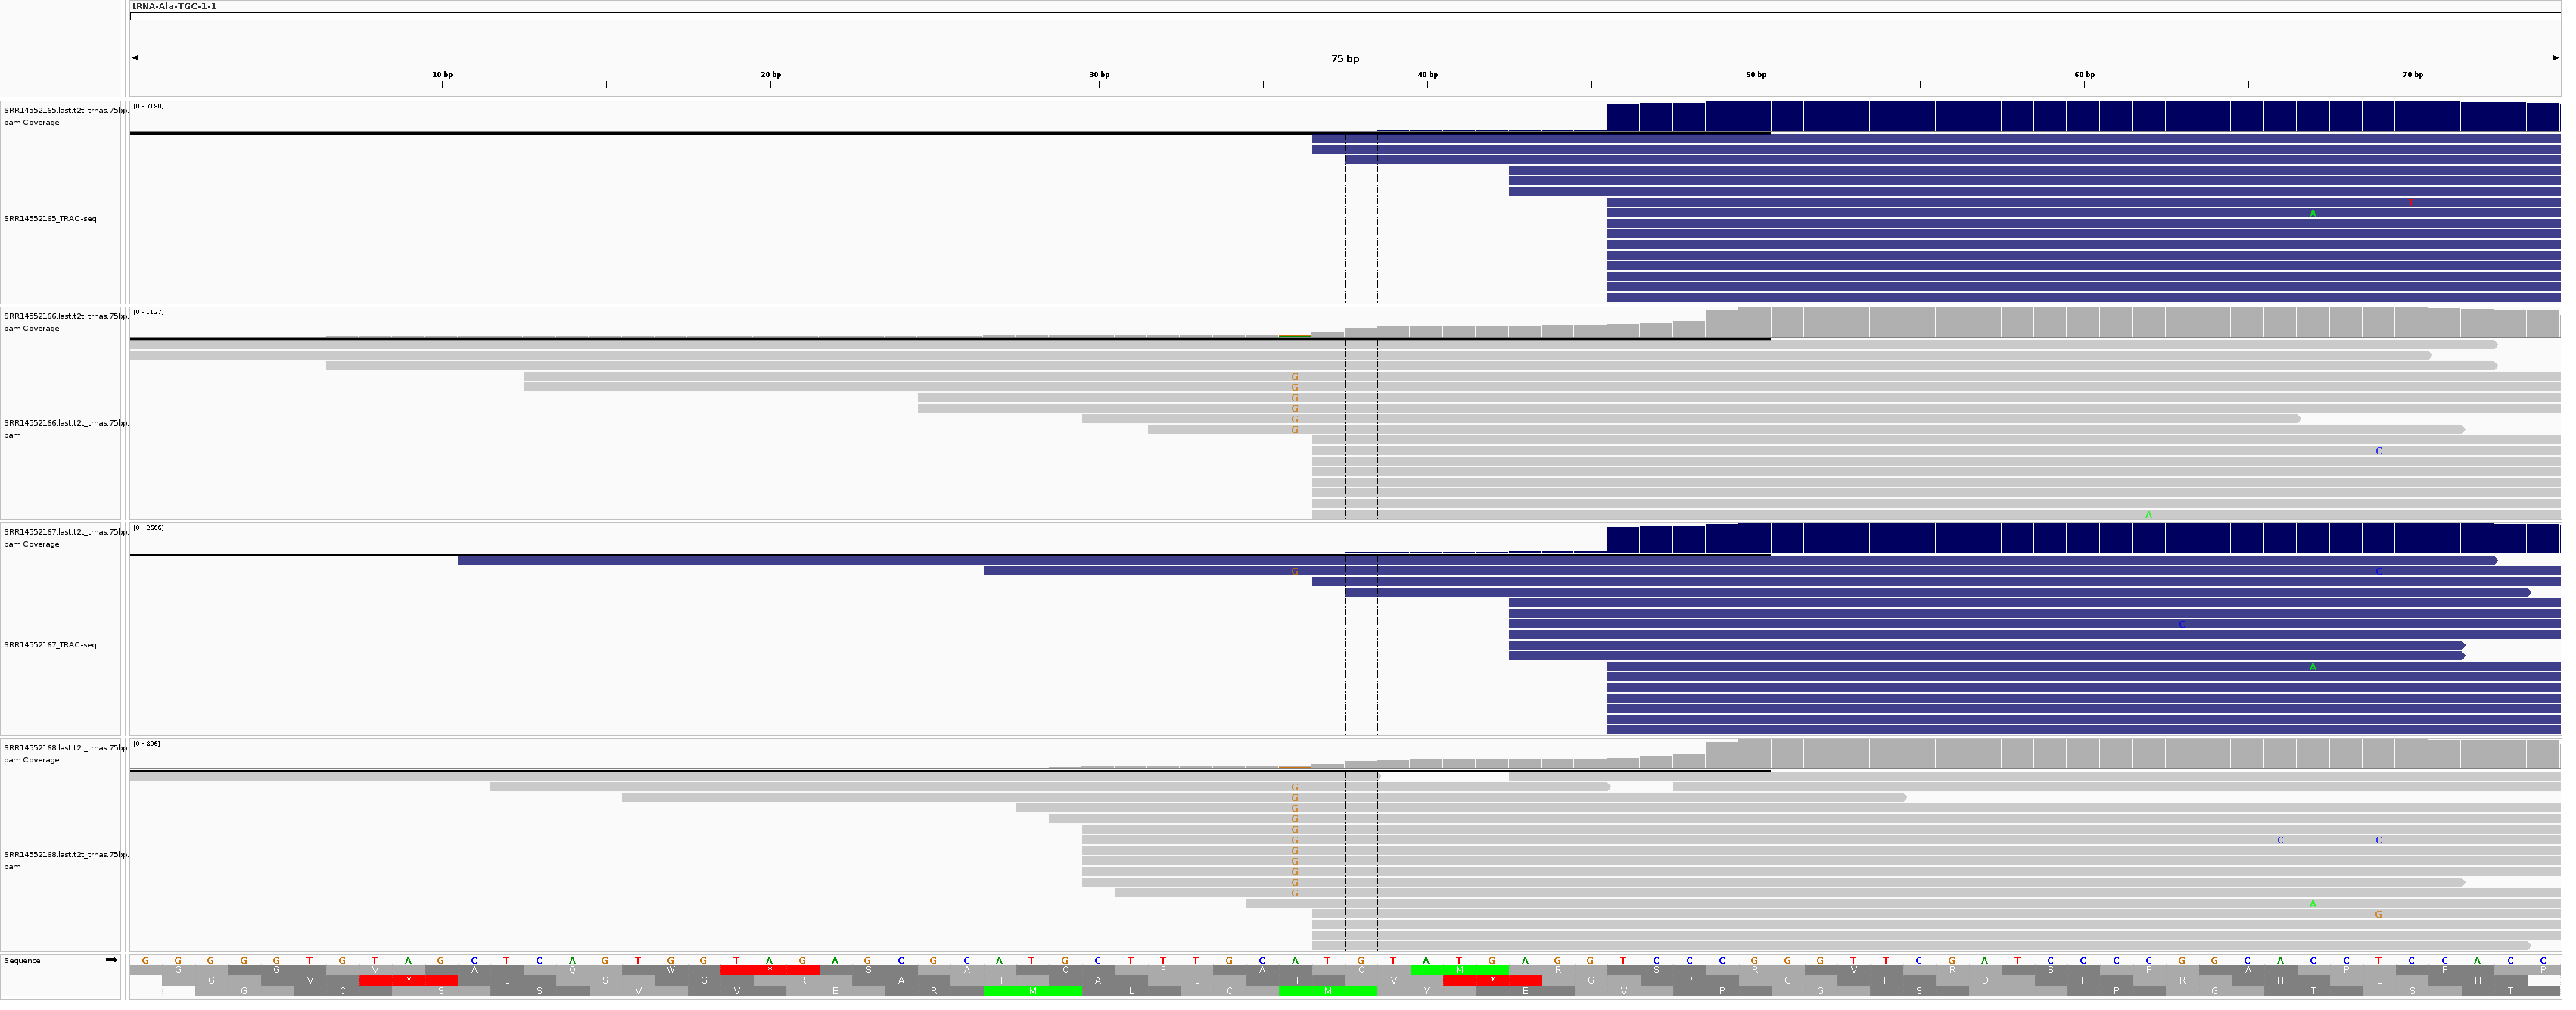 tRNA-Ala-TGC-1-1
75 bp
10 bp 20 bp 30 bp 40 bp 50 bp 60 bp 70 bp
SRR14552165.last.t2t_trnas.75bp.
bam Coverage
[0 - 7180]
T
A
SRR14552165_TRAC-seq
SRR14552166.last.t2t_trnas.75bp.
bam Coverage
[0 - 1127]
G
G
G
G
G
G
SRR14552166.last.t2t_trnas.75bp.
bam
C
A
SRR14552167.last.t2t_trnas.75bp.
bam Coverage
[0 - 2666]
G C
C
SRR14552167_TRAC-seq
A
SRR14552168.last.t2t_trnas.75bp.
bam Coverage
[0 - 806]
G
G
G
G
G
G C C
G
G
G
G
G
SRR14552168.last.t2t_trnas.75bp.
bam
A
G
Sequence
G G G G G T G T A G C T C A G T G G T A G A G C G C A T G C T T T G C A T G T A T G A G G T C C C G G G T T C G A T C C C C G G C A C C T C C A C C
G G V A Q W * S A C F A C M R S P R V R S P A P P P
G V * L S G R A H A L H V * G P G F D P R H L H
G C S S V V E R M L C M Y E V P G S I P G T S T